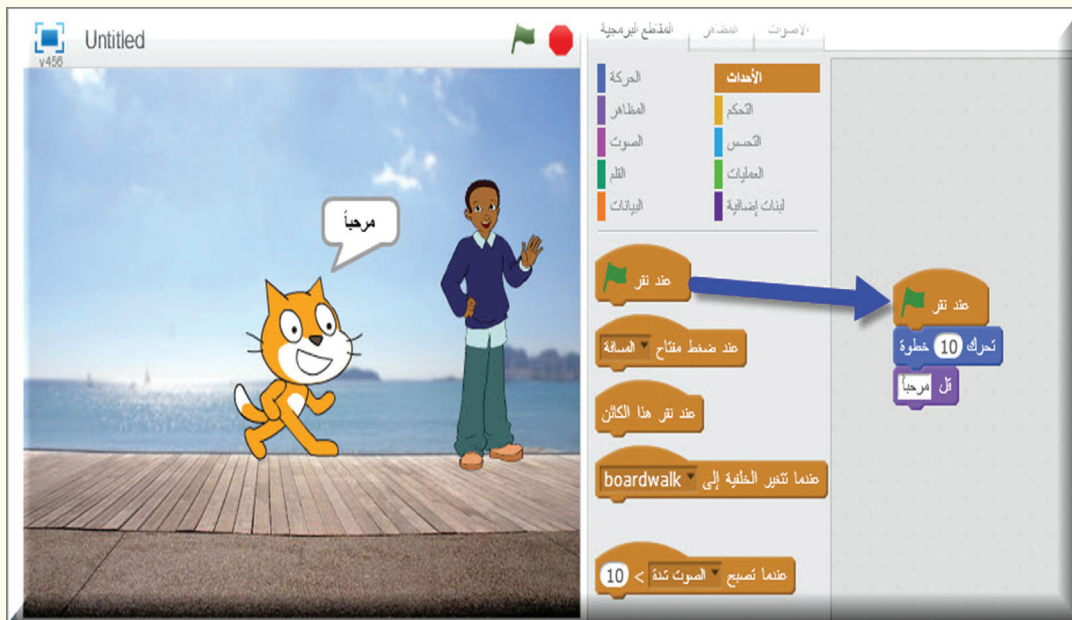 Untitled
v456
مرحباً
المقاطع البرمجية
المظاهر
الأصوات
الحركة
الأحداث
المظاهر
التحكم
الصوت
التحسس
القلم
العمليات
البيانات
لبنات إضافية
عند نقر
عند ضغط مفتاح المسافة
عند نقر هذا الكائن
عندما تتغير الخلفية إلى boardwalk
عندما تصبح شدة الصوت > 10
عند نقر
تحرك 10 خطوة
قل مرحباً